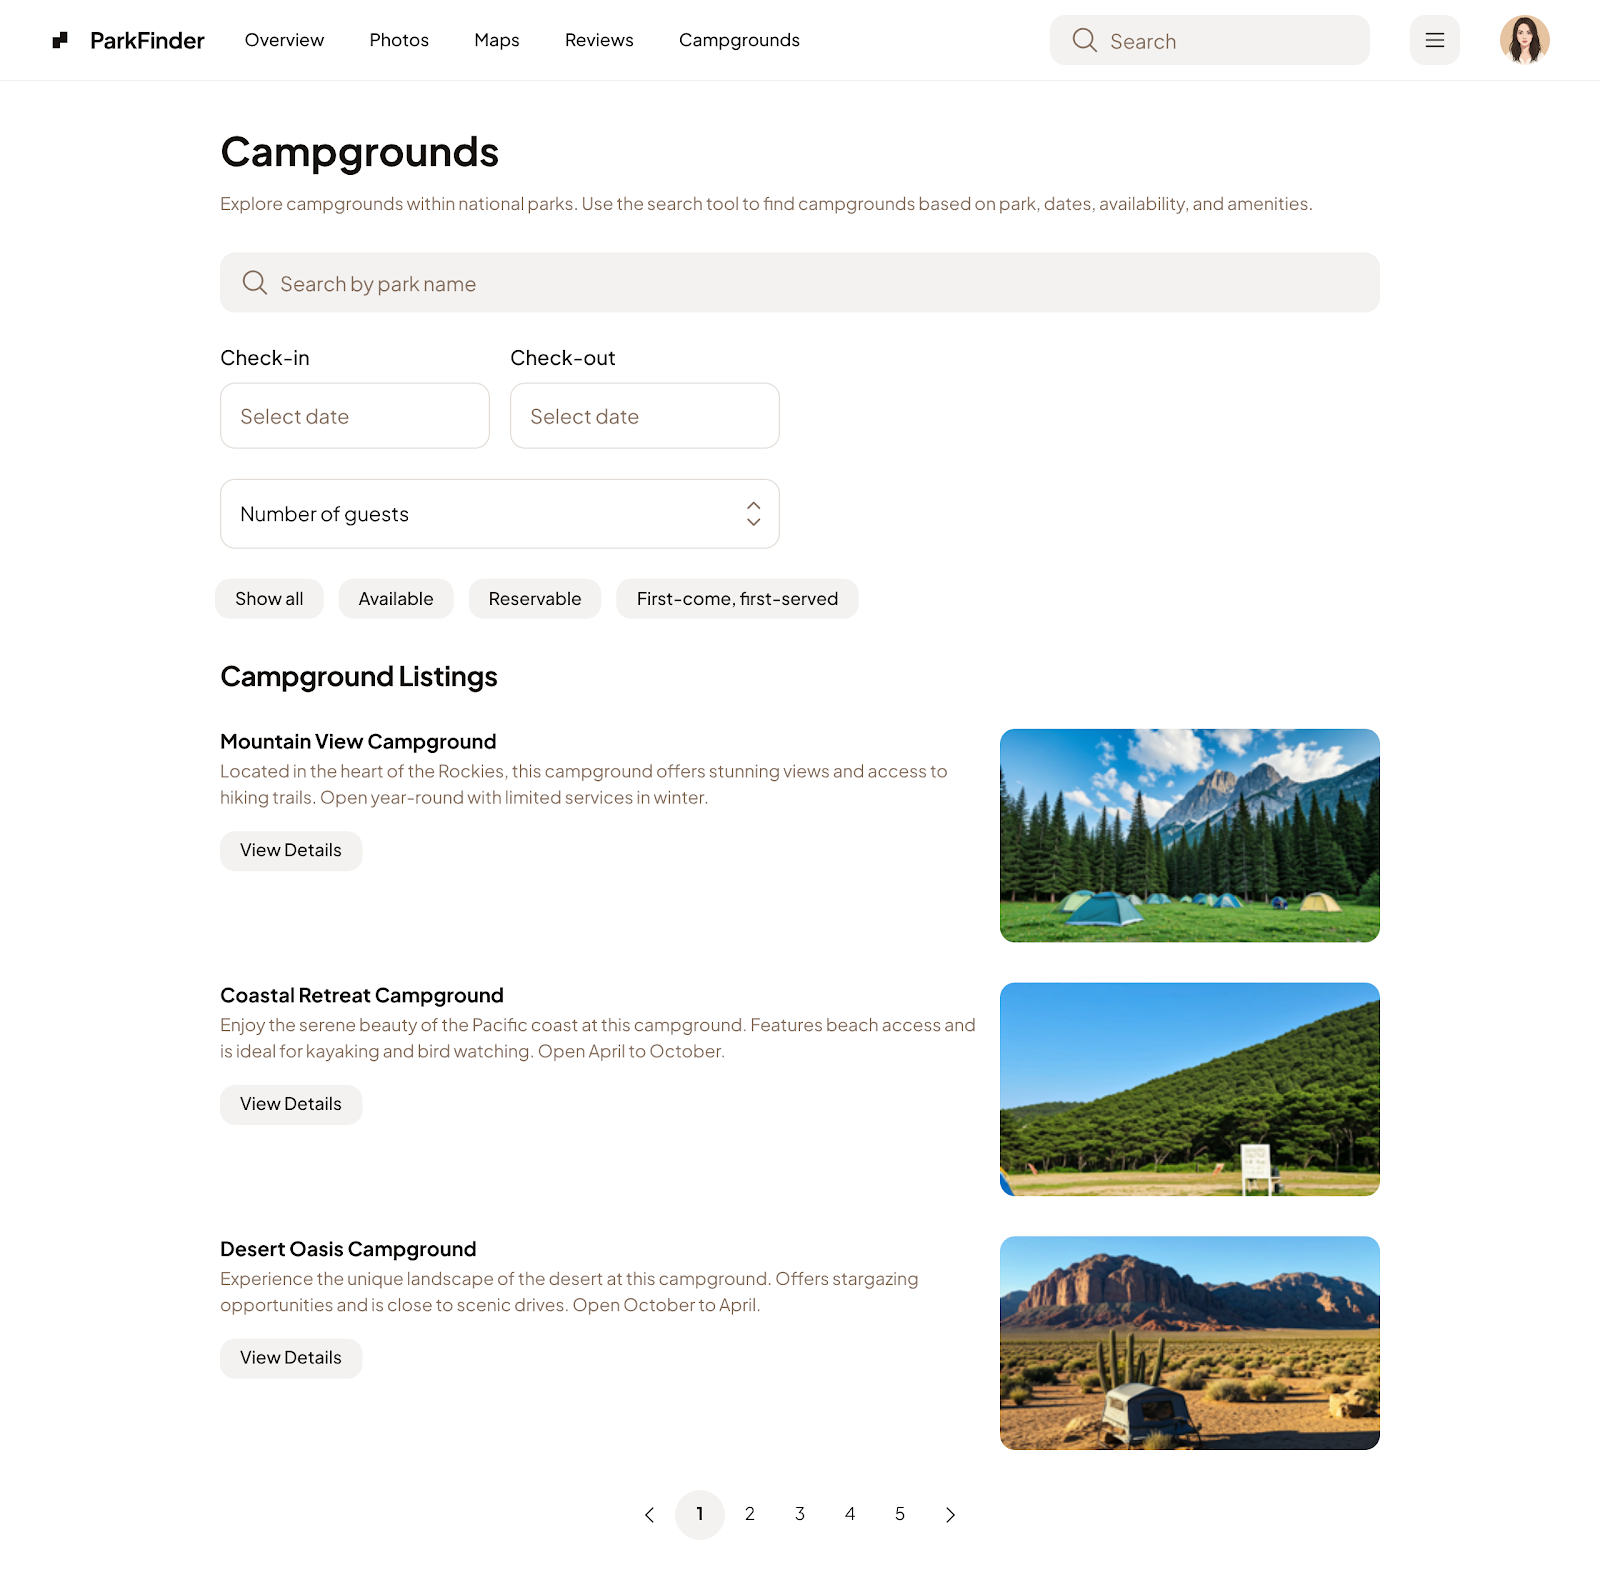 ParkFinder
Overview
Photos
Maps
Reviews
Campgrounds
Search
Campgrounds
Explore campgrounds within national parks. Use the search tool to find campgrounds based on park, dates, availability, and amenities.
Search by park name
Check-in
Check-out
Select date
Select date
Number of guests
Show all
Available
Reservable
First-come, first-served
Campground Listings
Mountain View Campground
Located in the heart of the Rockies, this campground offers stunning views and access to
hiking trails. Open year-round with limited services in winter.
View Details
Coastal Retreat Campground
Enjoy the serene beauty of the Pacific coast at this campground. Features beach access and
is ideal for kayaking and bird watching. Open April to October.
View Details
Desert Oasis Campground
Experience the unique landscape of the desert at this campground. Offers stargazing
opportunities and is close to scenic drives. Open October to April.
View Details
1
2
3
4
5